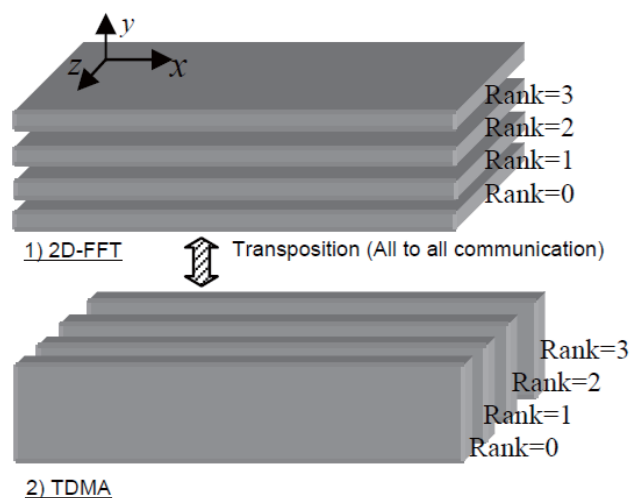 y
z
x
Rank=3
Rank=2
Rank=1
Rank=0
1) 2D-FFT
Transposition (All to all communication)
Rank=3
Rank=2
Rank=1
Rank=0
2) TDMA